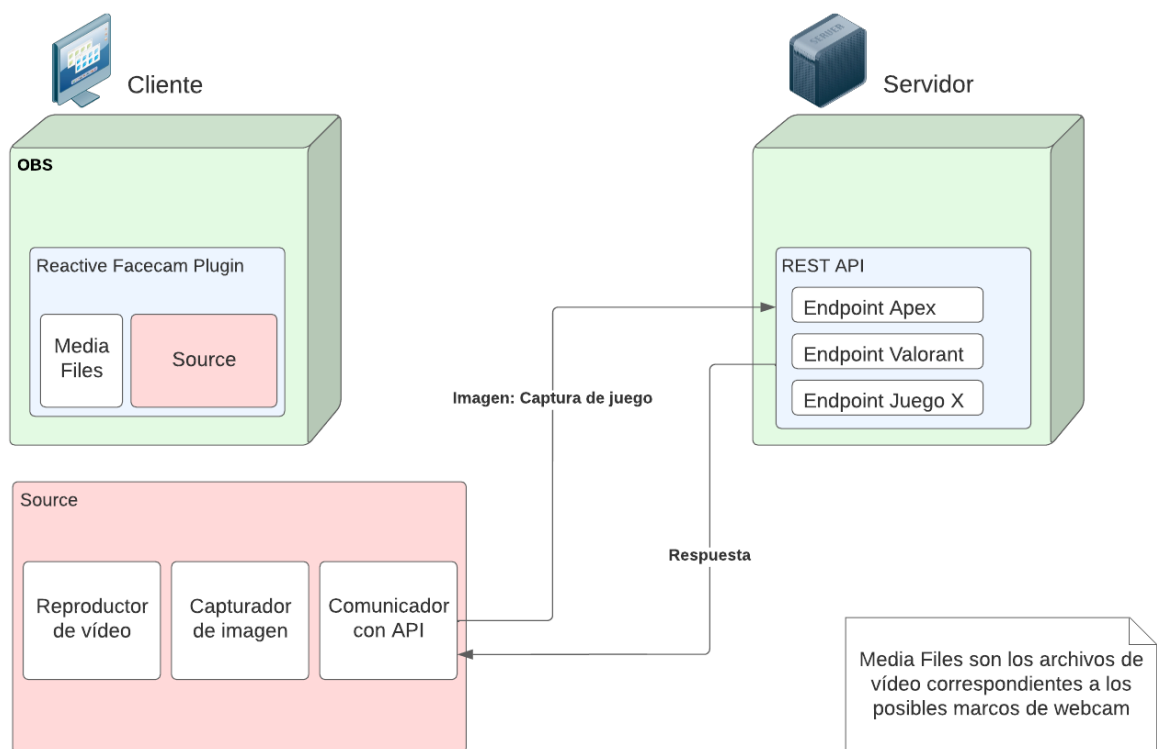 Cliente
SERVER
Servidor
OBS
Reactive Facecam Plugin
Media
Files
Source
REST API
Endpoint Apex
Endpoint Valorant
Endpoint Juego X
Imagen: Captura de juego
Respuesta
Source
Reproductor
de vídeo
Capturador
de imagen
Comunicador
con API
Media Files son los archivos de
vídeo correspondientes a los
posibles marcos de webcam